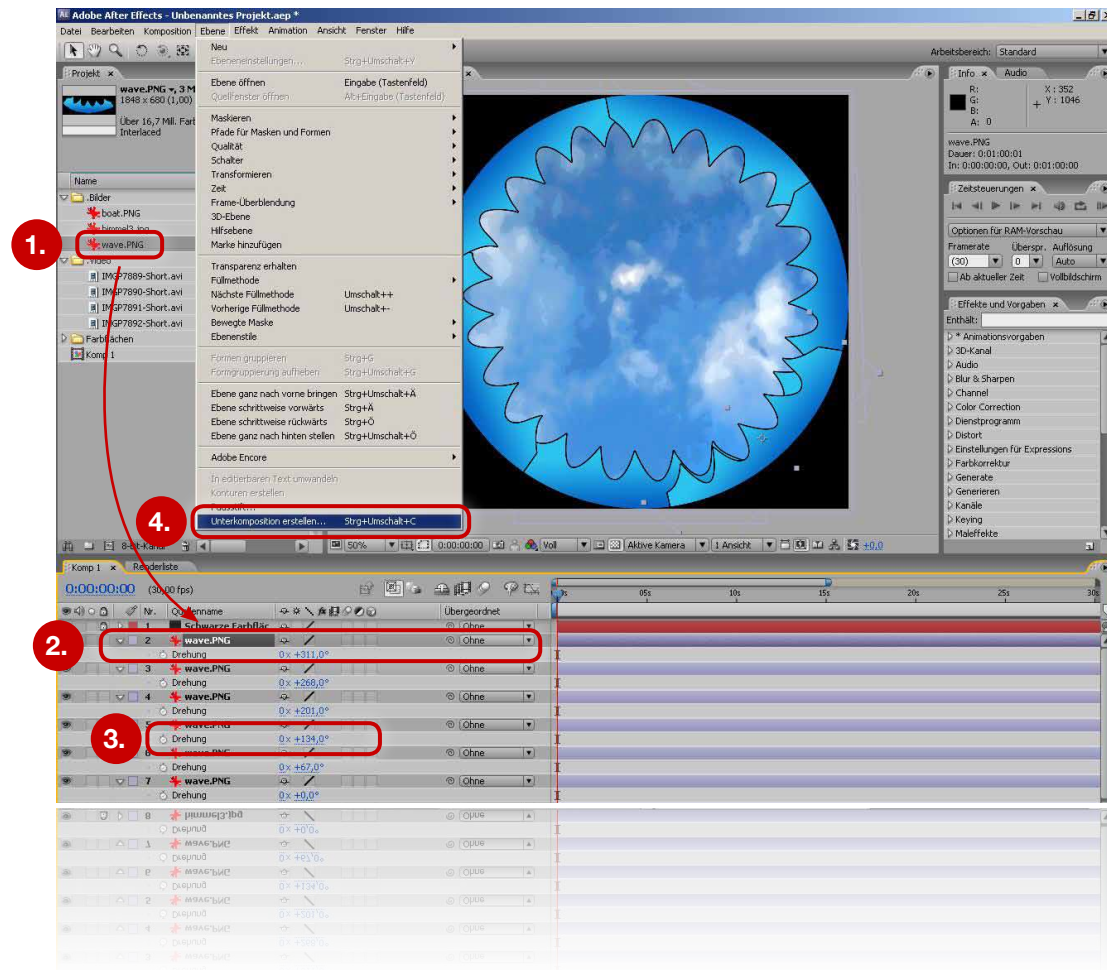 Adobe After Effects - Unbenanntes Projekt.aep *
Datei Bearbeiten Komposition Ebene Effekt Animation Ansicht Fenster Hilfe
Arbeitsbereich: Standard
Projekt
wave.PNG
1848 x 680 (1,00)
Über 16,7 Mill.
Interlaced
Name
.Bilder
boat.PNG
himmel3.jpg
1.
wave.PNG
.Video
IMGP7889-Short.avi
IMGP7890-Short.avi
IMGP7891-Short.avi
IMGP7892-Short.avi
Farbflächen
Komp 1
Neu
Ebeneneinstellungen... Strg+Umschalt+Y
Ebene öffnen Eingabe (Tastenfeld)
Quellfenster öffnen Alt+Eingabe (Tastenfeld)
Maskieren
Pfade für Masken und Formen
Qualität
Schalter
Transformieren
Zeit
Frame-Überblendung
3D-Ebene
Hilfsebene
Marke hinzufügen
Transparenz erhalten
Füllmethode
Nächste Füllmethode Umschalt++
Vorherige Füllmethode Umschalt+-
Bewegte Maske
Ebenenstile
Formen gruppieren Strg+G
Formgruppierung aufheben Strg+Umschalt+G
Ebene ganz nach vorne bringen Strg+Umschalt+Ä
Ebene schrittweise vorwärts Strg+Ä
Ebene schrittweise rückwärts Strg+Ö
Ebene ganz nach hinten stellen Strg+Umschalt+Ö
Adobe Encore
In editierbaren Text umwandeln
Konturen erstellen
4.
Unterkomposition erstellen... Strg+Umschalt+C
Info Audio
R: X : 352
G: Y : 1046
B:
A: 0
wave.PNG
Dauer: 0:01:00:01
In: 0:00:00:00, Out: 0:01:00:00
Zeitsteuerungen
Optionen für RAM-Vorschau
Framerate Überspr. Auflösung
(30) 0 Auto
Ab aktueller Zeit Vollbildschirm
Effekte und Vorgaben
Enthält:
* Animationsvorgaben
3D-Kanal
Audio
Blur & Sharpen
Channel
Color Correction
Dienstprogramm
Distort
Einstellungen für Expressions
Farbkorrektur
Generate
Generieren
Kanäle
Keying
Maleffekte
8-Bit-Kanal 50% 0:00:00:00 Voll Aktive Kamera 1 Ansicht +0,0
Komp 1 Renderliste
0:00:00:00 (30,00 fps)
05s 10s 15s 20s 25s 30s
Nr. Quellenname Übergeordnet
1 Schwarze Farbfläc Ohne
2.
2 wave.PNG Ohne
Drehung 0x +311,0°
3 wave.PNG Ohne
Drehung 0x +268,0°
4 wave.PNG Ohne
Drehung 0x +201,0°
5 wave.PNG Ohne
3.
Drehung 0x +134,0°
6 wave.PNG Ohne
Drehung 0x +67,0°
7 wave.PNG Ohne
Drehung 0x +0,0°